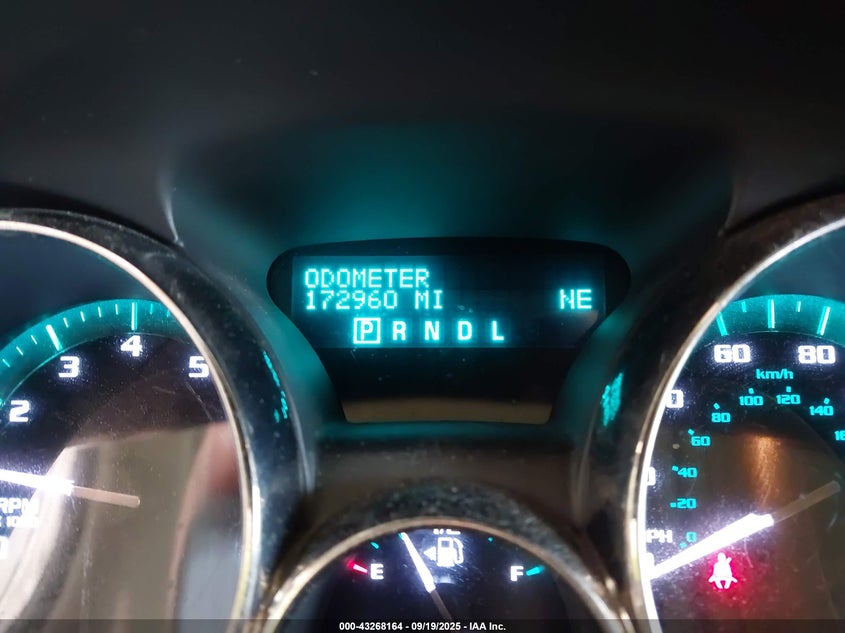 ODOMETER
172960 MI NE
P R N D L
2 3 4 5
RPM
60 80
km/h
20 40 60 80 100 120 140
0
E F
000-43268164 - 09/19/2025 - IAA Inc.